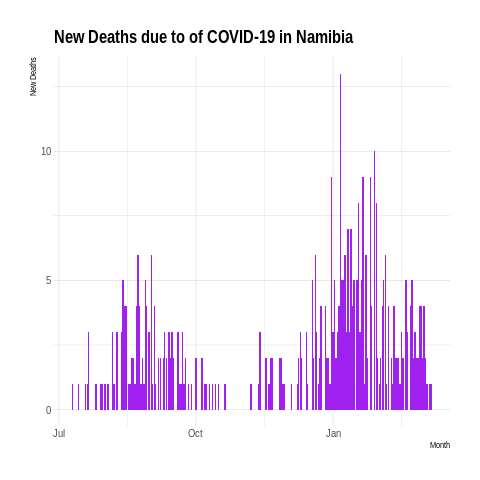 New Deaths due to of COVID-19 in Namibia
New Deaths
10
5
0
Jul Oct Jan
Month